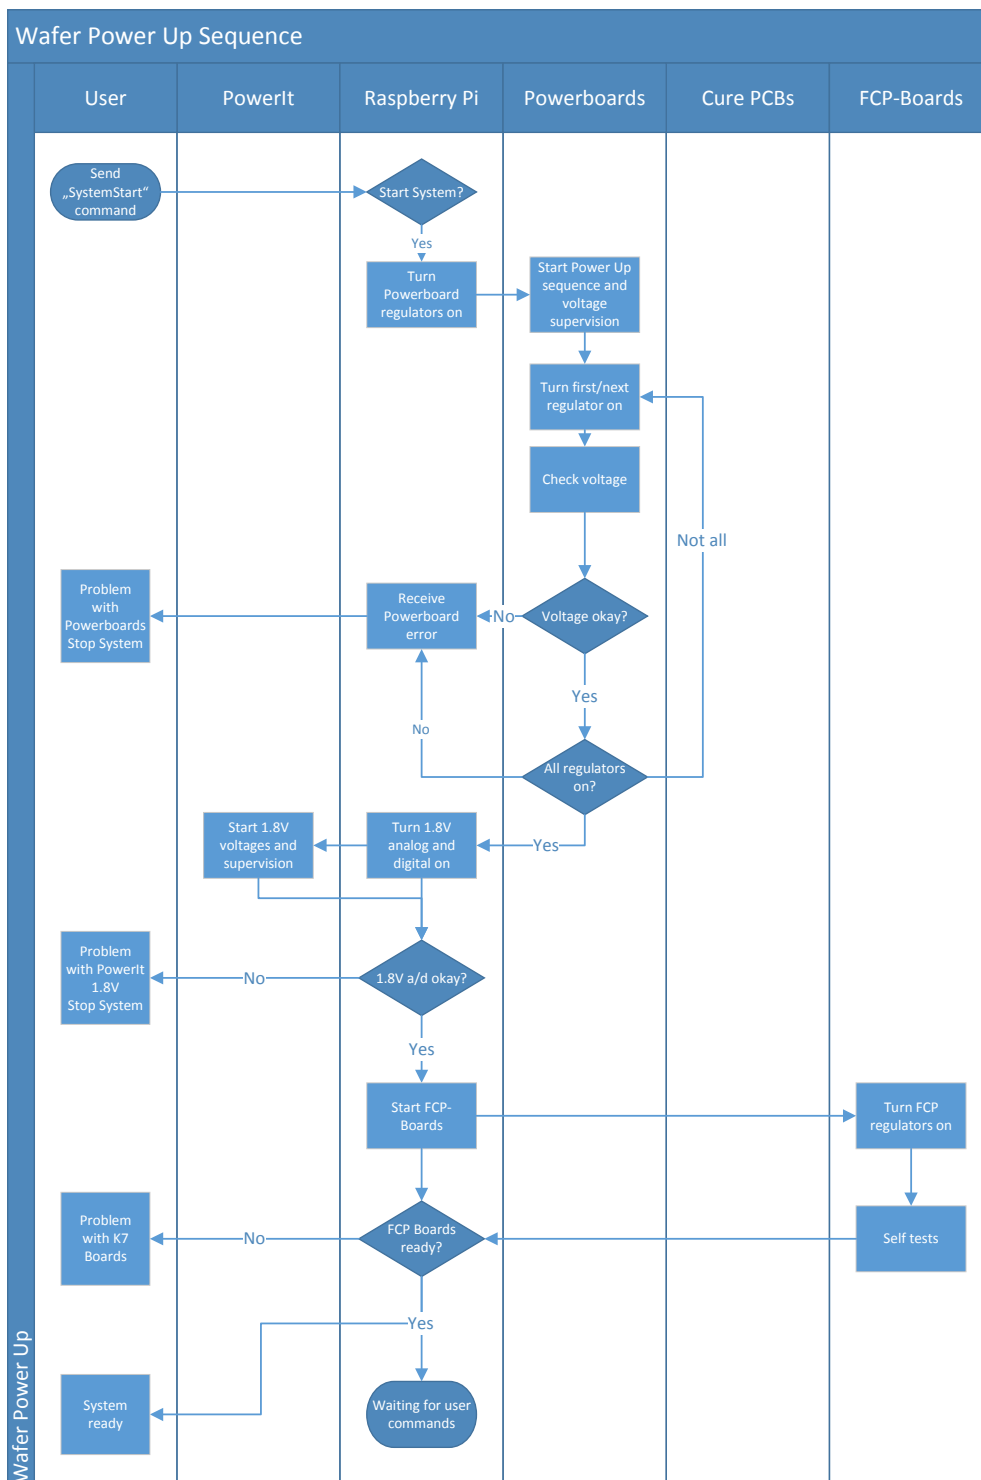 Wafer Power Up Sequence
User
PowerIt
Raspberry Pi
Powerboards
Cure PCBs
FCP-Boards
Send
„SystemStart“
command
Start System?
Yes
Turn
Powerboard
regulators on
Start Power Up
sequence and
voltage
supervision
Turn first/next
regulator on
Check voltage
Not all
Problem
with
Powerboards
Stop System
Receive
Powerboard
error
No
Voltage okay?
Yes
No
All regulators
on?
Start 1.8V
voltages and
supervision
Turn 1.8V
analog and
digital on
Yes
Problem
with PowerIt
1.8V
Stop System
No
1.8V a/d okay?
Yes
Start FCP-
Boards
Turn FCP
regulators on
Problem
with K7
Boards
No
FCP Boards
ready?
Self tests
Yes
System
ready
Waiting for user
commands
Wafer Power Up